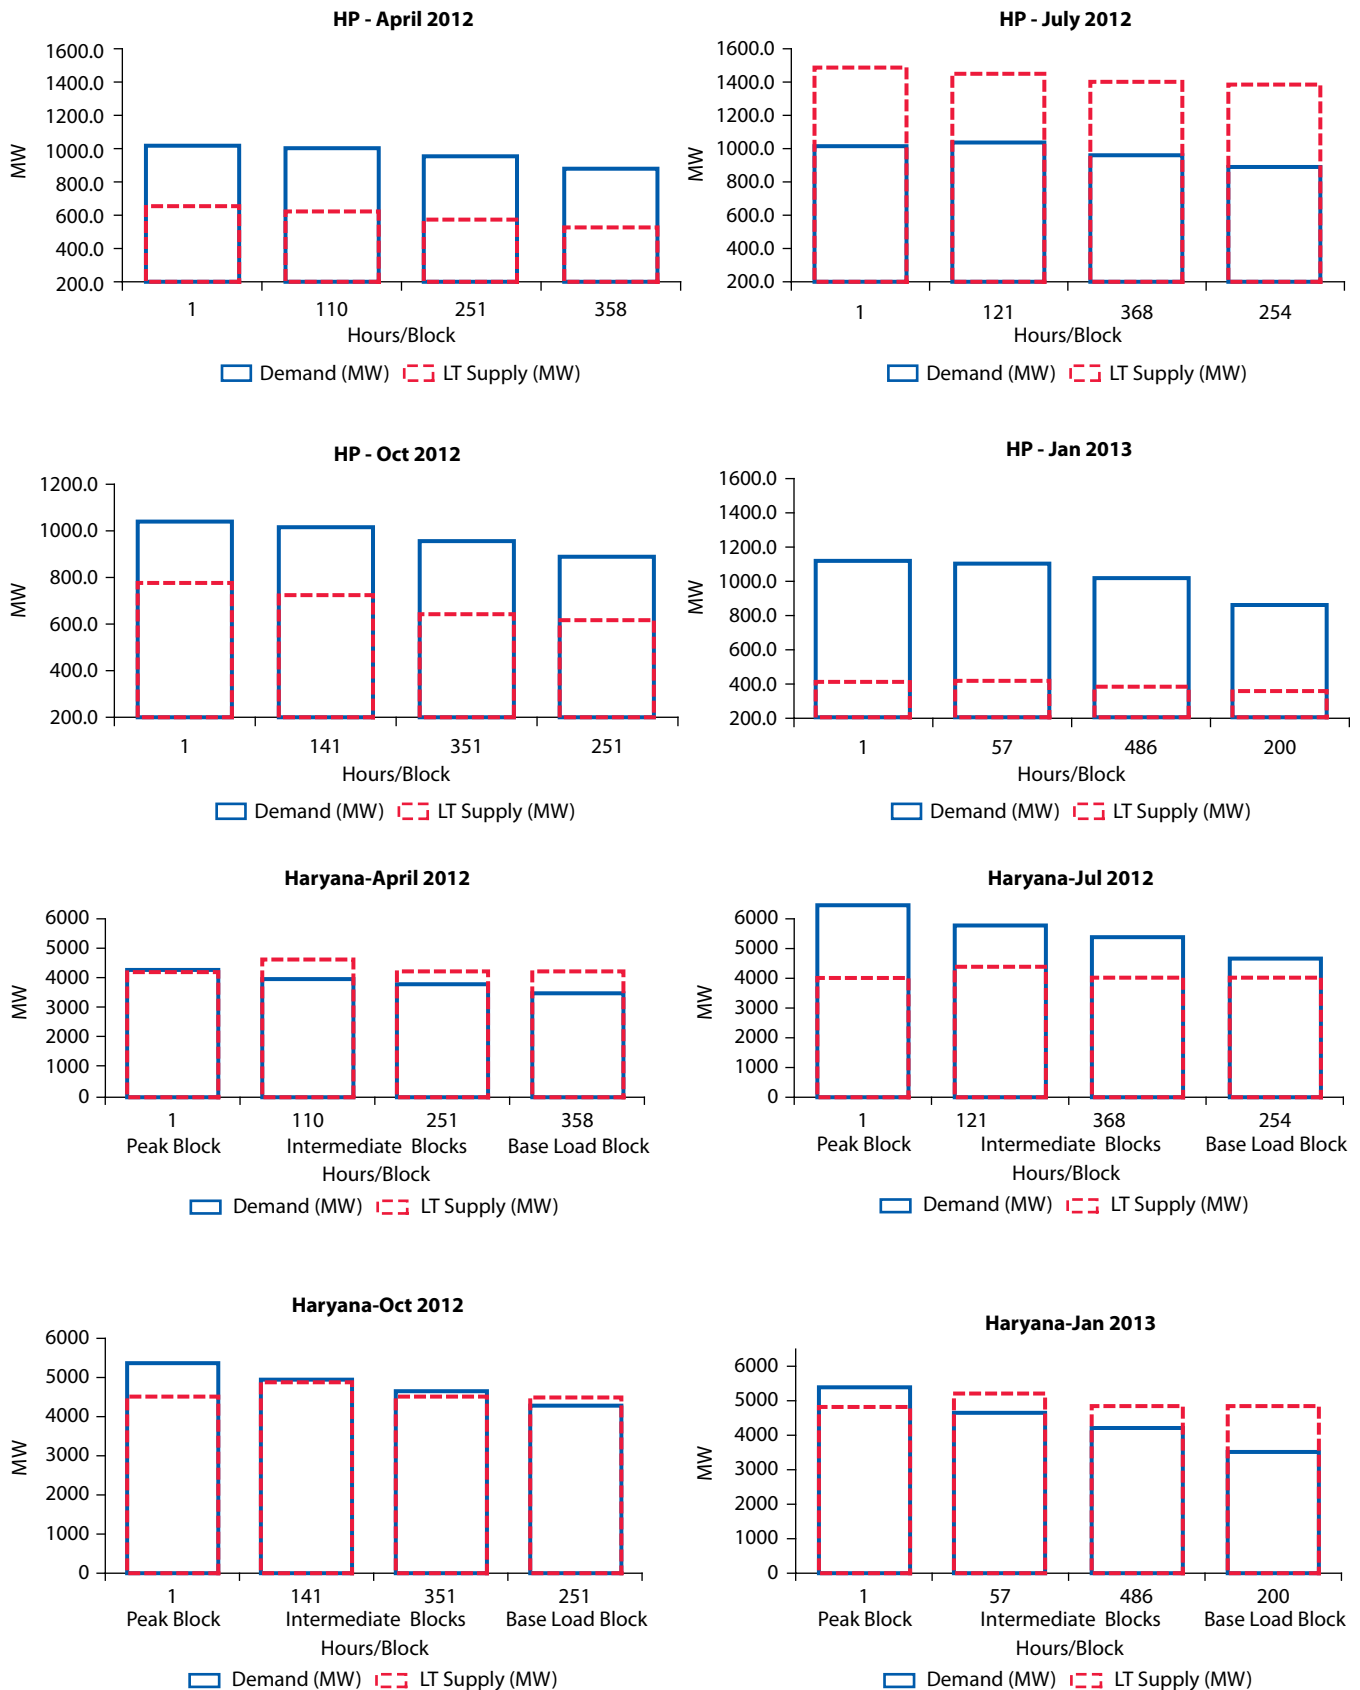 HP - April 2012
1600.0
1400.0
1200.0
1000.0
800.0
600.0
400.0
200.0
MW
1 110 251 358
Hours/Block
Demand (MW) LT Supply (MW)
HP - July 2012
1600.0
1400.0
1200.0
1000.0
800.0
600.0
400.0
200.0
MW
1 121 368 254
Hours/Block
Demand (MW) LT Supply (MW)
HP - Oct 2012
1200.0
1000.0
800.0
600.0
400.0
200.0
MW
1 141 351 251
Hours/Block
Demand (MW) LT Supply (MW)
HP - Jan 2013
1600.0
1400.0
1200.0
1000.0
800.0
600.0
400.0
200.0
MW
1 57 486 200
Hours/Block
Demand (MW) LT Supply (MW)
Haryana-April 2012
6000
5000
4000
3000
2000
1000
0
MW
1 110 251 358
Peak Block Intermediate Blocks Base Load Block
Hours/Block
Demand (MW) LT Supply (MW)
Haryana-Jul 2012
6000
5000
4000
3000
2000
1000
0
MW
1 121 368 254
Peak Block Intermediate Blocks Base Load Block
Hours/Block
Demand (MW) LT Supply (MW)
Haryana-Oct 2012
6000
5000
4000
3000
2000
1000
0
MW
1 141 351 251
Peak Block Intermediate Blocks Base Load Block
Hours/Block
Demand (MW) LT Supply (MW)
Haryana-Jan 2013
6000
5000
4000
3000
2000
1000
0
MW
1 57 486 200
Peak Block Intermediate Blocks Base Load Block
Hours/Block
Demand (MW) LT Supply (MW)